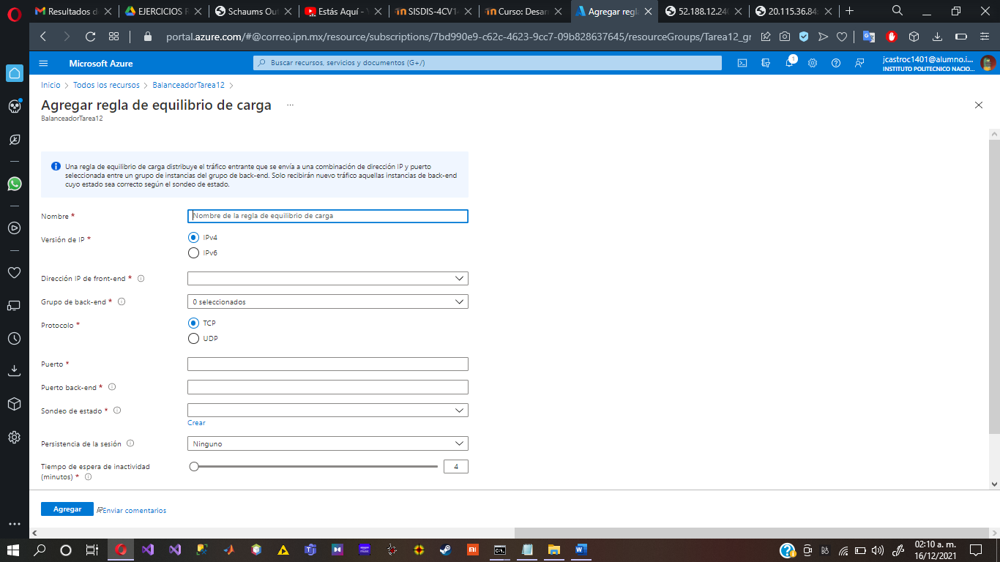 Resultados d
EJERCICIOS R
Schaums Out
Estás Aquí -
SISDIS-4CV1
Curso: Desar
Agregar regla
52.188.12.240
20.115.36.84:
portal.azure.com/#@correo.ipn.mx/resource/subscriptions/7bd990e9-c62c-4623-9cc7-09b828637645/resourceGroups/Tarea12_gr
Microsoft Azure
Buscar recursos, servicios y documentos (G+/)
1
jcastroc1401@alumno.i...
INSTITUTO POLITECNICO NACIO...
Inicio > Todos los recursos > BalanceadorTarea12 >
Agregar regla de equilibrio de carga ...
BalanceadorTarea12
Una regla de equilibrio de carga distribuye el tráfico entrante que se envía a una combinación de dirección IP y puerto
seleccionada entre un grupo de instancias del grupo de back-end. Solo recibirán nuevo tráfico aquellas instancias de back-end
cuyo estado sea correcto según el sondeo de estado.
Nombre *
Nombre de la regla de equilibrio de carga
Versión de IP *
IPv4
IPv6
Dirección IP de front-end *
Grupo de back-end *
0 seleccionados
Protocolo *
TCP
UDP
Puerto *
Puerto back-end *
Sondeo de estado *
Crear
Persistencia de la sesión
Ninguno
Tiempo de espera de inactividad
(minutos) *
4
Agregar
Enviar comentarios
02:10 a. m.
16/12/2021